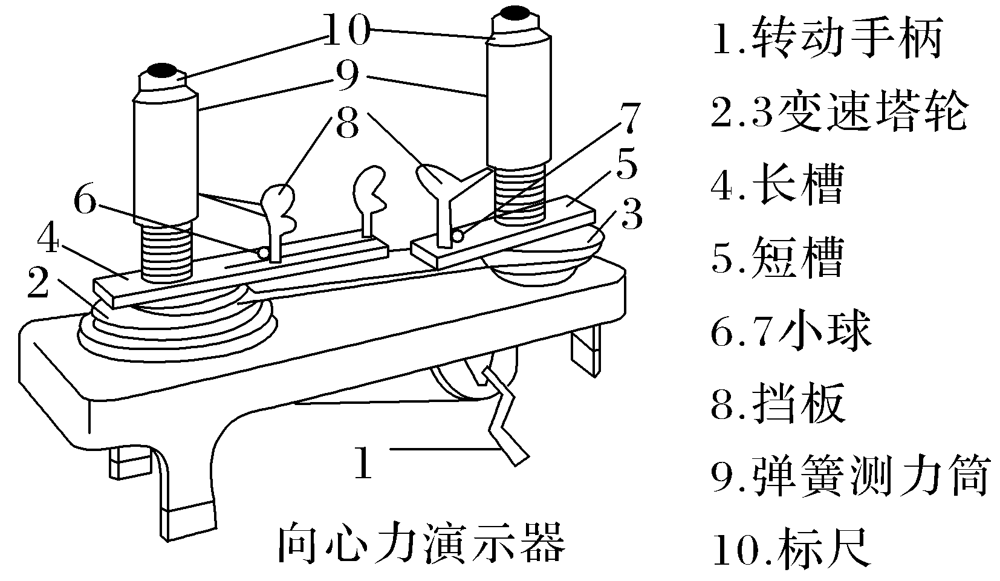 10
9
8
7
6
5
4
3
2
1
向心力演示器
1.转动手柄
2.3变速塔轮
4.长槽
5.短槽
6.7小球
8.挡板
9.弹簧测力筒
10.标尺